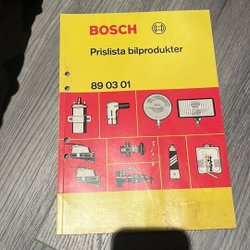 BOSCH
Prislista bilprodukter
89 03 01